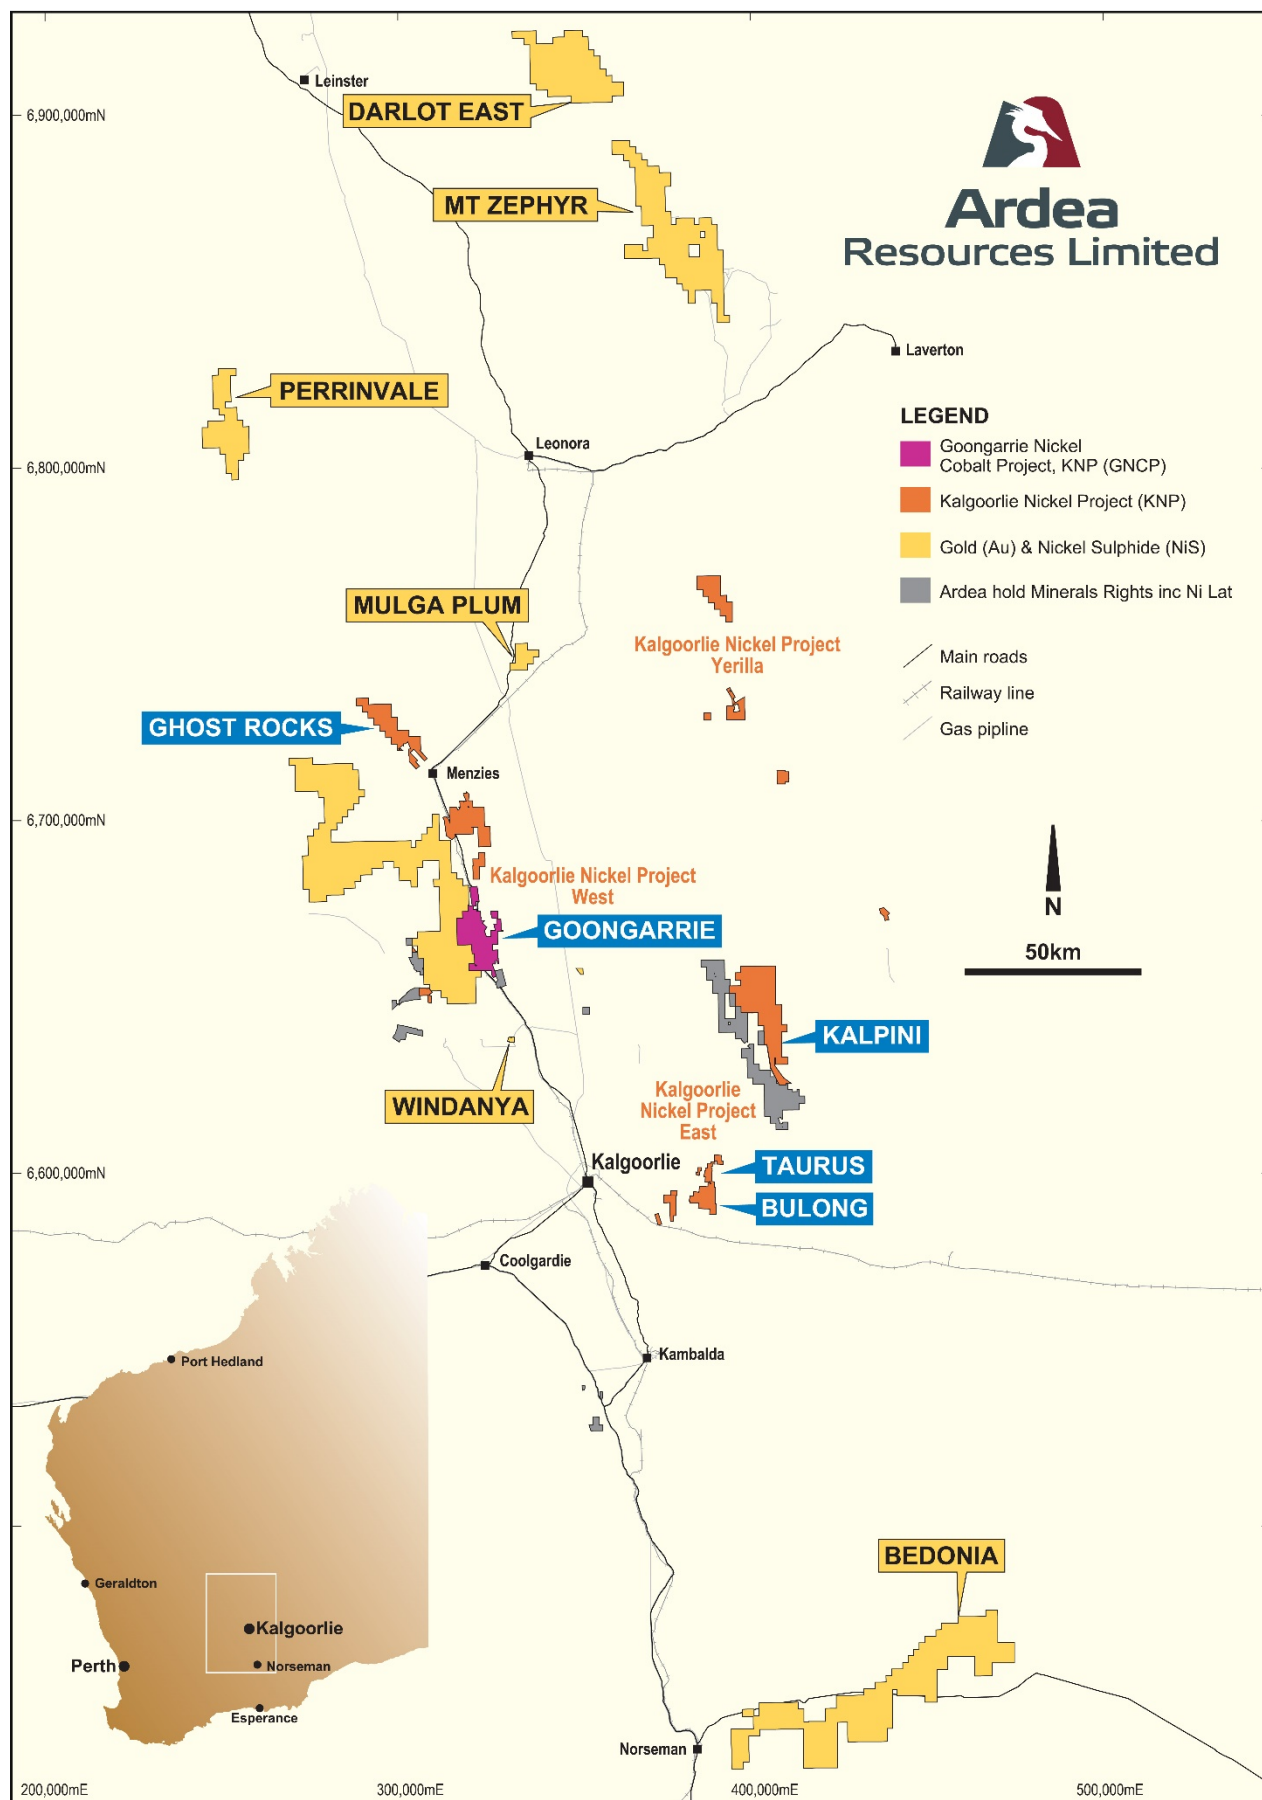 Leinster
DARLOT EAST
6,900,000mN
MT ZEPHYR
Ardea
Resources Limited
Laverton
PERRINVALE
LEGEND
Goongarrie Nickel
Cobalt Project, KNP (GNCP)
Kalgoorlie Nickel Project (KNP)
Gold (Au) & Nickel Sulphide (NiS)
Ardea hold Minerals Rights inc Ni Lat
Main roads
Railway line
Gas pipline
Leonora
6,800,000mN
MULGA PLUM
Kalgoorlie Nickel Project
Yerilla
GHOST ROCKS
Menzies
6,700,000mN
Kalgoorlie Nickel Project
West
GOONGARRIE
N
50km
KALPINI
WINDANYA
Kalgoorlie
Nickel Project
East
Kalgoorlie
6,600,000mN
TAURUS
BULONG
Coolgardie
Kambalda
Port Hedland
Geraldton
Kalgoorlie
Perth
Norseman
Esperance
BEDONIA
Norseman
200,000mE
300,000mE
400,000mE
500,000mE